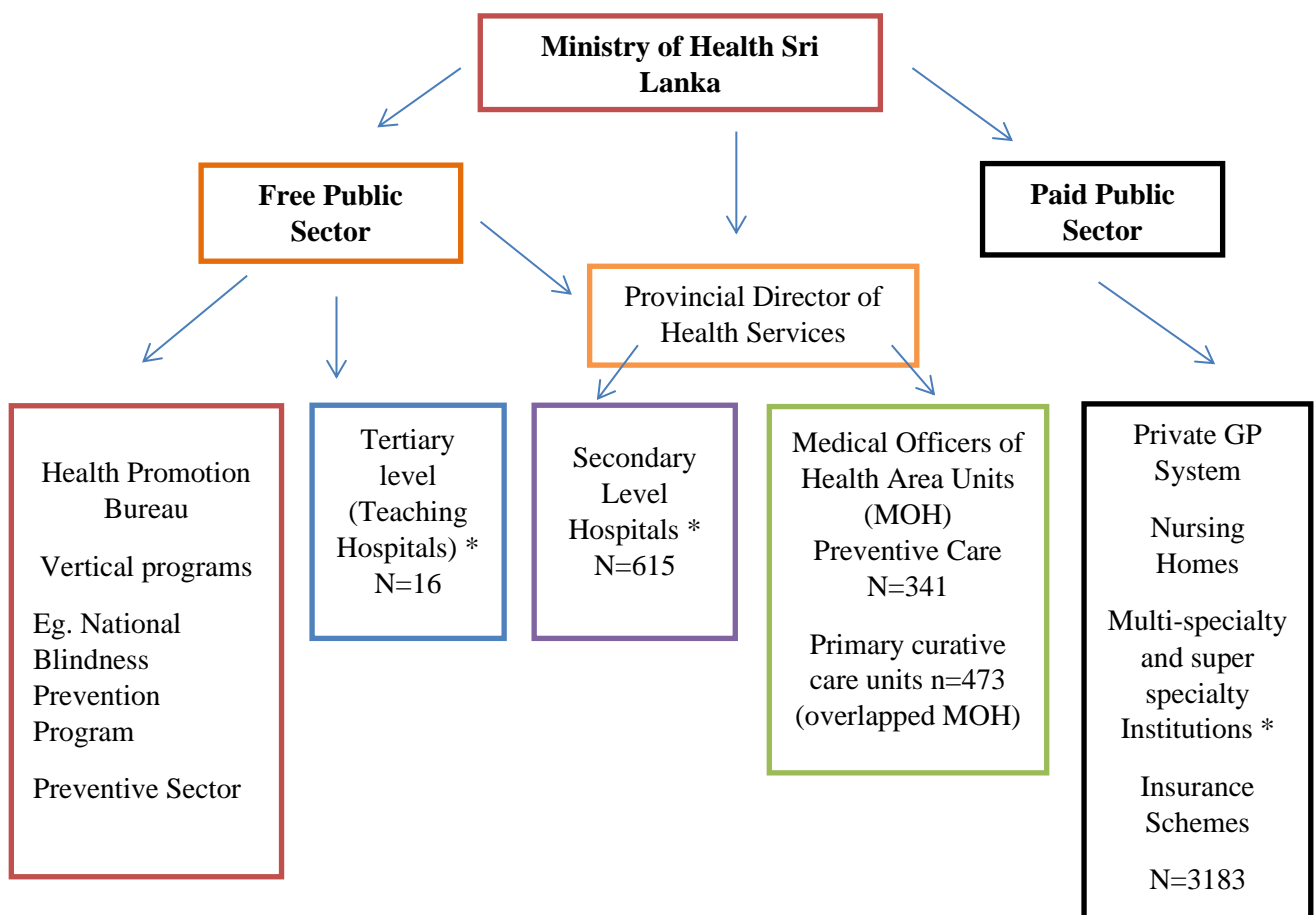 Ministry of Health Sri
Lanka
Free Public
Sector
Paid Public
Sector
Provincial Director of
Health Services
Health Promotion
Bureau
Vertical programs
Eg. National
Blindness
Prevention
Program
Preventive Sector
Tertiary
level
(Teaching
Hospitals) *
N=16
Secondary
Level
Hospitals *
N=615
Medical Officers of
Health Area Units
(MOH)
Preventive Care
N=341
Primary curative
care units n=473
(overlapped MOH)
Private GP
System
Nursing
Homes
Multi-specialty
and super
specialty
Institutions *
Insurance
Schemes
N=3183